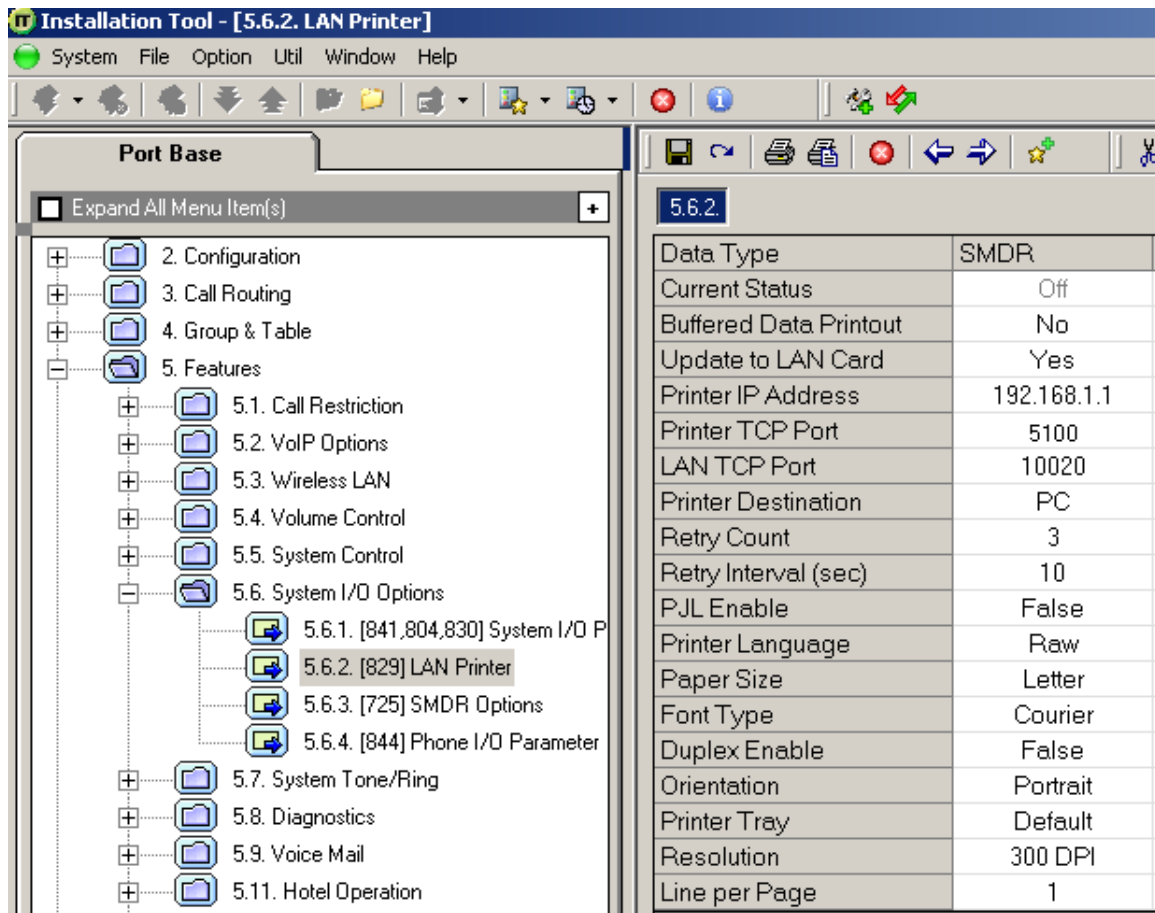 Installation Tool - [5.6.2. LAN Printer]
System File Option Util Window Help
Port Base
Expand All Menu Item(s)
2. Configuration
3. Call Routing
4. Group & Table
5. Features
5.1. Call Restriction
5.2. VoIP Options
5.3. Wireless LAN
5.4. Volume Control
5.5. System Control
5.6. System I/O Options
5.6.1. [841,804,830] System I/O P
5.6.2. [829] LAN Printer
5.6.3. [725] SMDR Options
5.6.4. [844] Phone I/O Parameter
5.7. System Tone/Ring
5.8. Diagnostics
5.9. Voice Mail
5.11. Hotel Operation
5.6.2.
Data Type SMDR
Current Status Off
Buffered Data Printout No
Update to LAN Card Yes
Printer IP Address 192.168.1.1
Printer TCP Port 5100
LAN TCP Port 10020
Printer Destination PC
Retry Count 3
Retry Interval (sec) 10
PJL Enable False
Printer Language Raw
Paper Size Letter
Font Type Courier
Duplex Enable False
Orientation Portrait
Printer Tray Default
Resolution 300 DPI
Line per Page 1